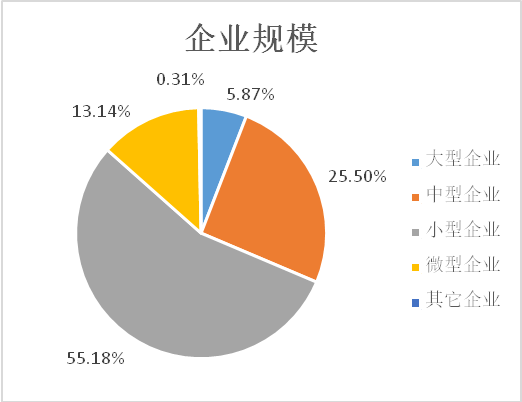 企业规模
0.31%
5.87%
13.14%
25.50%
55.18%
大型企业
中型企业
小型企业
微型企业
其它企业